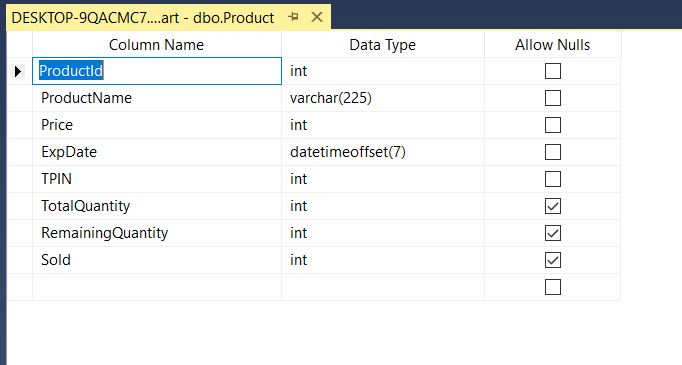 DESKTOP-9QACMC7....art - dbo.Product
Column Name Data Type Allow Nulls
ProductId int
ProductName varchar(225)
Price int
ExpDate datetimeoffset(7)
TPIN int
TotalQuantity int
RemainingQuantity int
Sold int